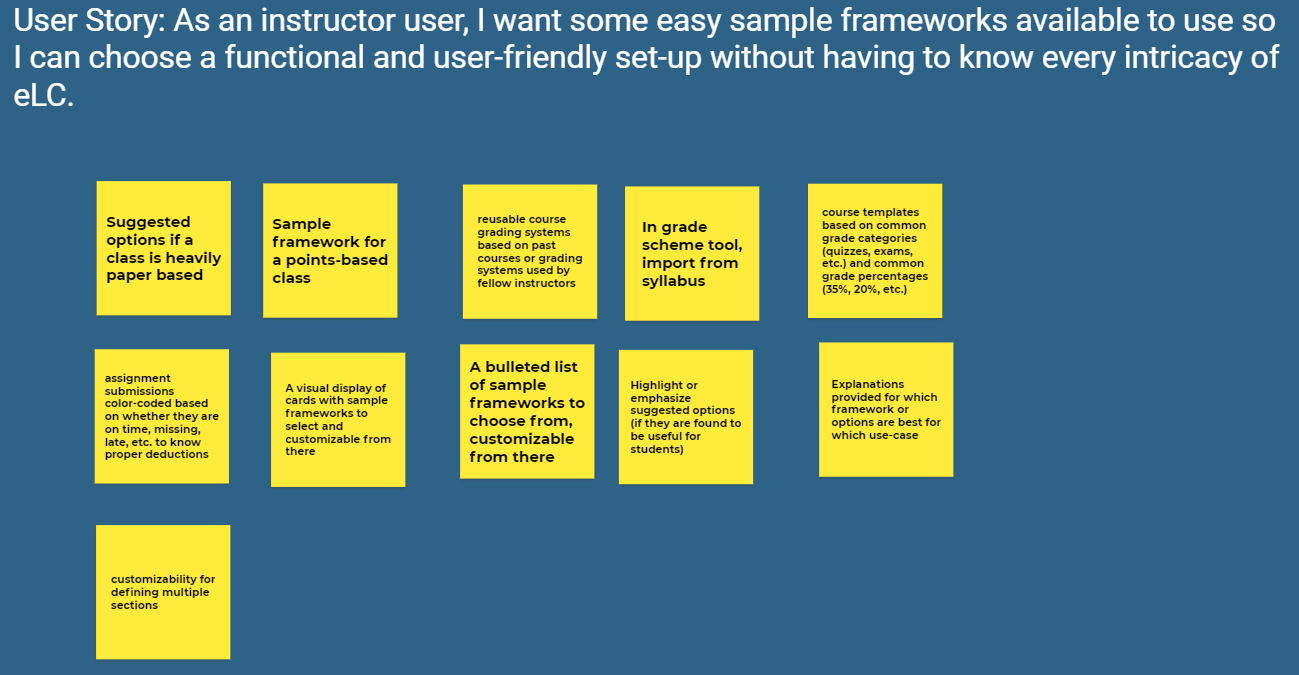 User Story: As an instructor user, I want some easy sample frameworks available to use so
I can choose a functional and user-friendly set-up without having to know every intricacy of
eLC.
Suggested
options if a
class is heavily
paper based
Sample
framework for
a points-based
class
reusable course
grading systems
based on past
courses or grading
systems used by
fellow instructors
In grade
scheme tool,
import from
syllabus
course templates
based on common
grade categories
(quizzes, exams,
etc.) and common
grade percentages
(35%, 20%, etc.)
assignment
submissions
color-coded based
on whether they are
on time, missing,
late, etc. to know
proper deductions
A visual display of
cards with sample
frameworks to
select and
customizable from
there
A bulleted list
of sample
frameworks to
choose from,
customizable
from there
Highlight or
emphasize
suggested options
(if they are found to
be useful for
students)
Explanations
provided for which
framework or
options are best for
which use-case
customizability for
defining multiple
sections